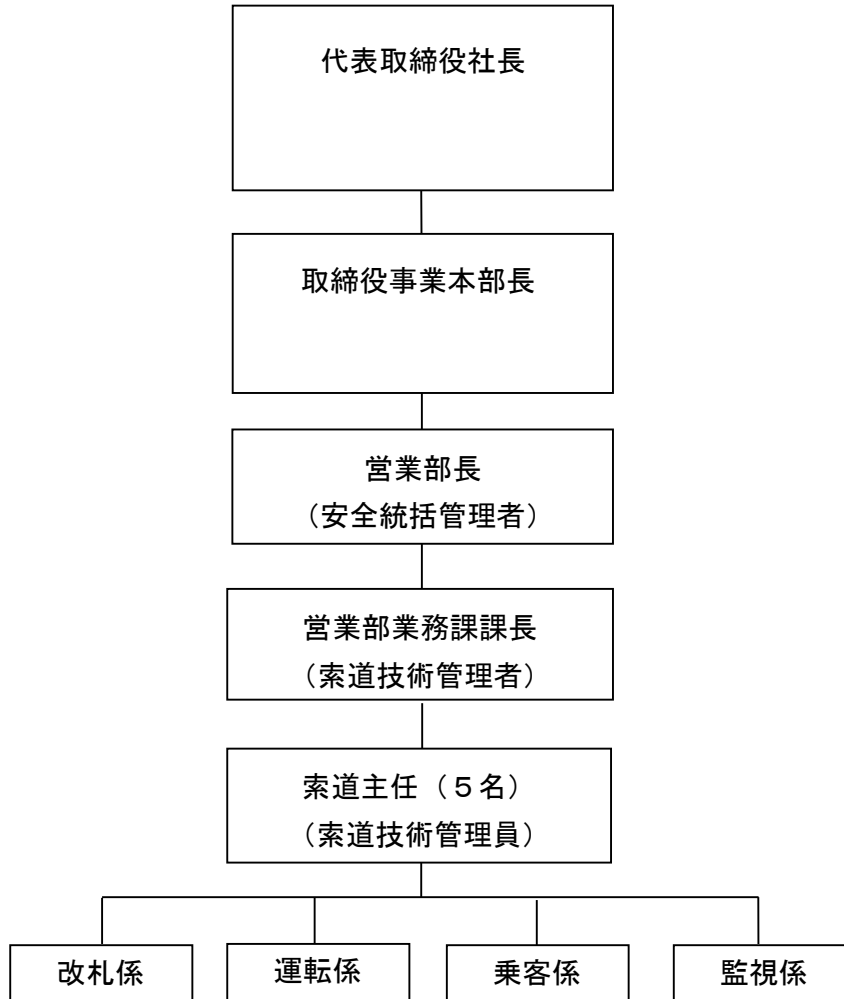 代表取締役社長
取締役事業本部長
営業部長
（安全統括管理者）
営業部業務課課長
（索道技術管理者）
索道主任（５名）
（索道技術管理員）
改札係
運転係
乗客係
監視係